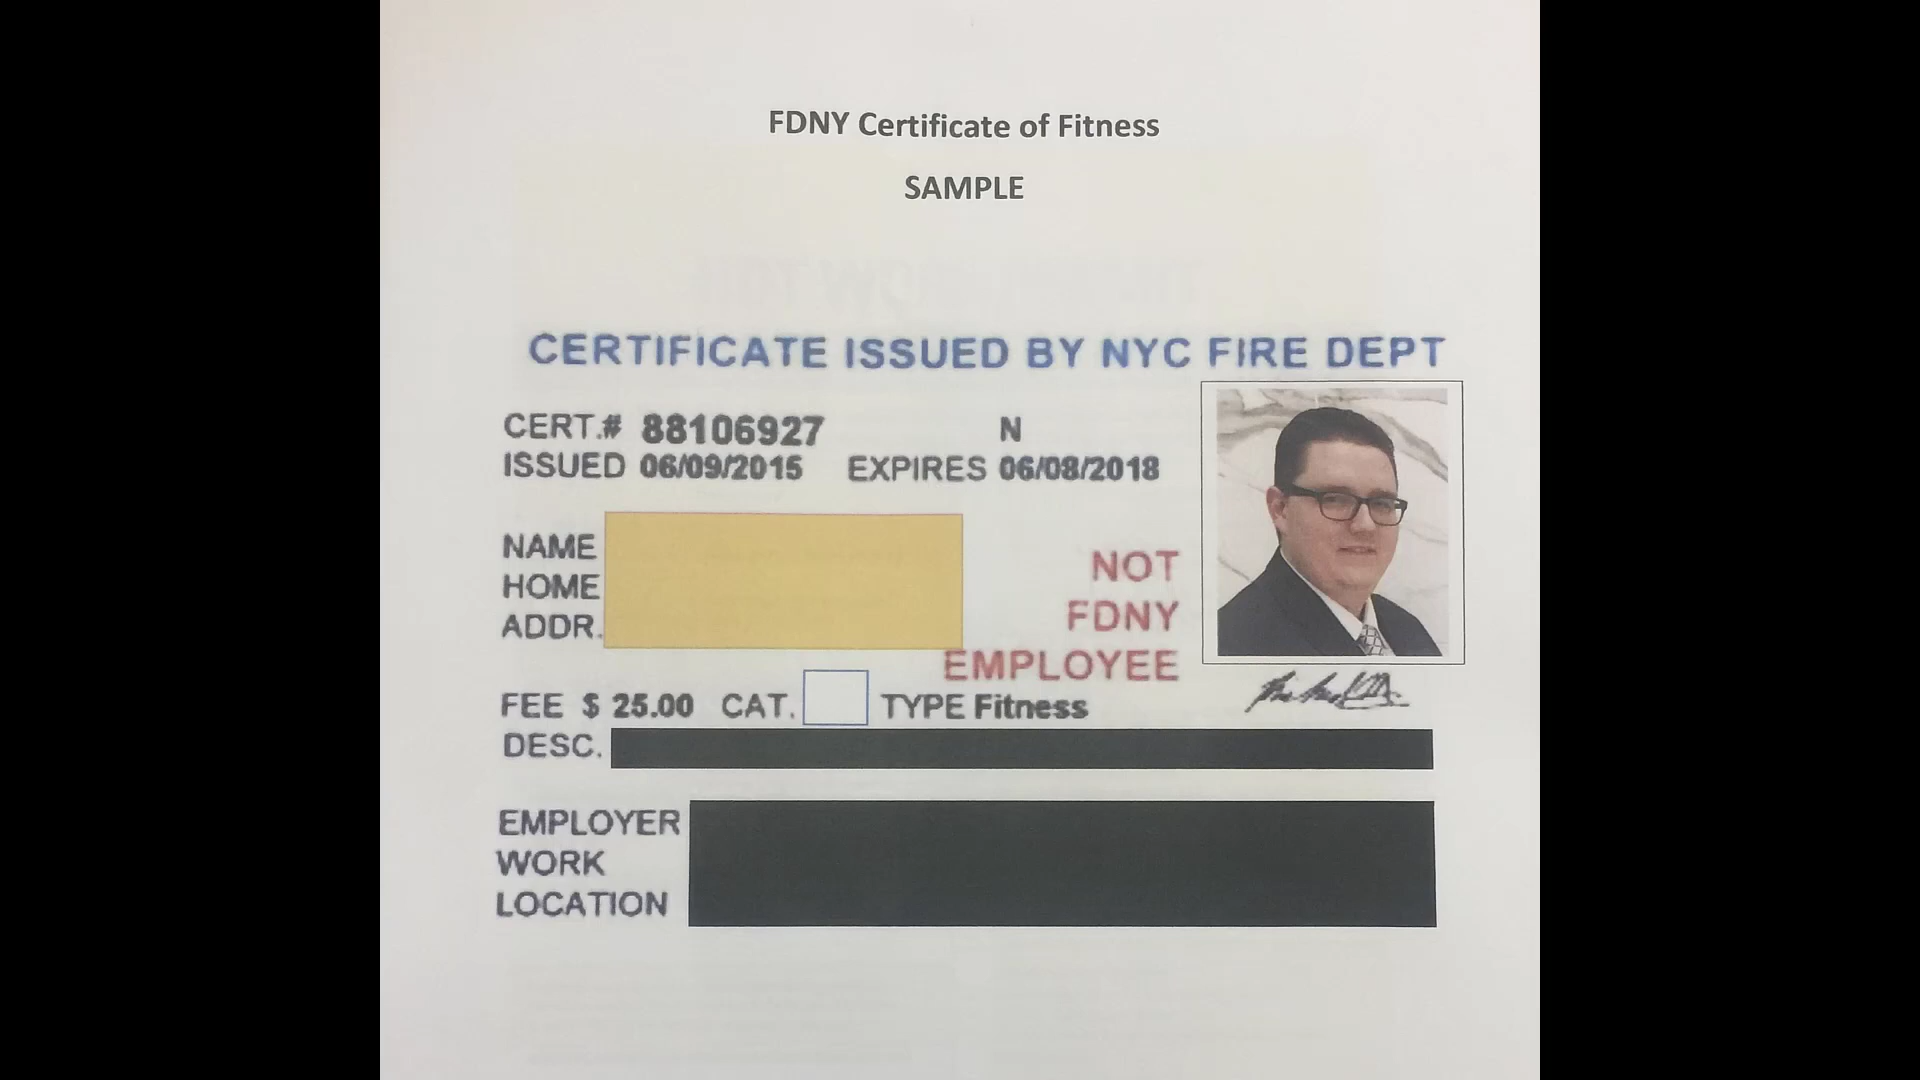 FDNY Certificate of Fitness
SAMPLE
CERTIFICATE ISSUED BY NYC FIRE DEPT
CERT.# 88106927 N
ISSUED 06/09/2015 EXPIRES 06/08/2018
NAME
HOME
ADDR.
NOT
FDNY
EMPLOYEE
FEE $ 25.00 CAT. TYPE Fitness
DESC.
EMPLOYER
WORK
LOCATION